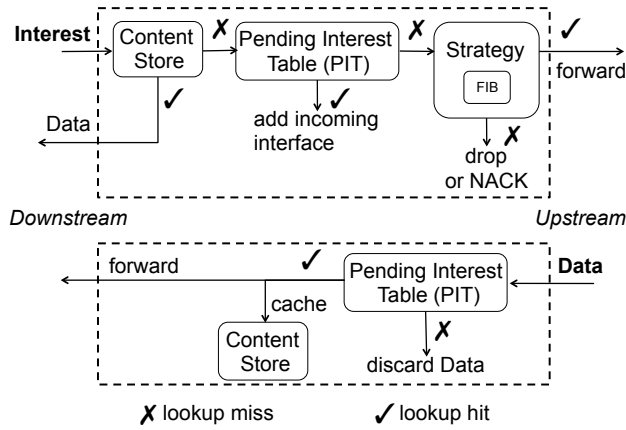 Interest
Content
Store
✗
Pending Interest
Table (PIT)
✗
Strategy
FIB
✓
forward
✓
Data
✓
add incoming
interface
✗
drop
or NACK
Downstream
Upstream
forward
✓
Pending Interest
Table (PIT)
Data
cache
Content
Store
✗
discard Data
✗ lookup miss
✓ lookup hit